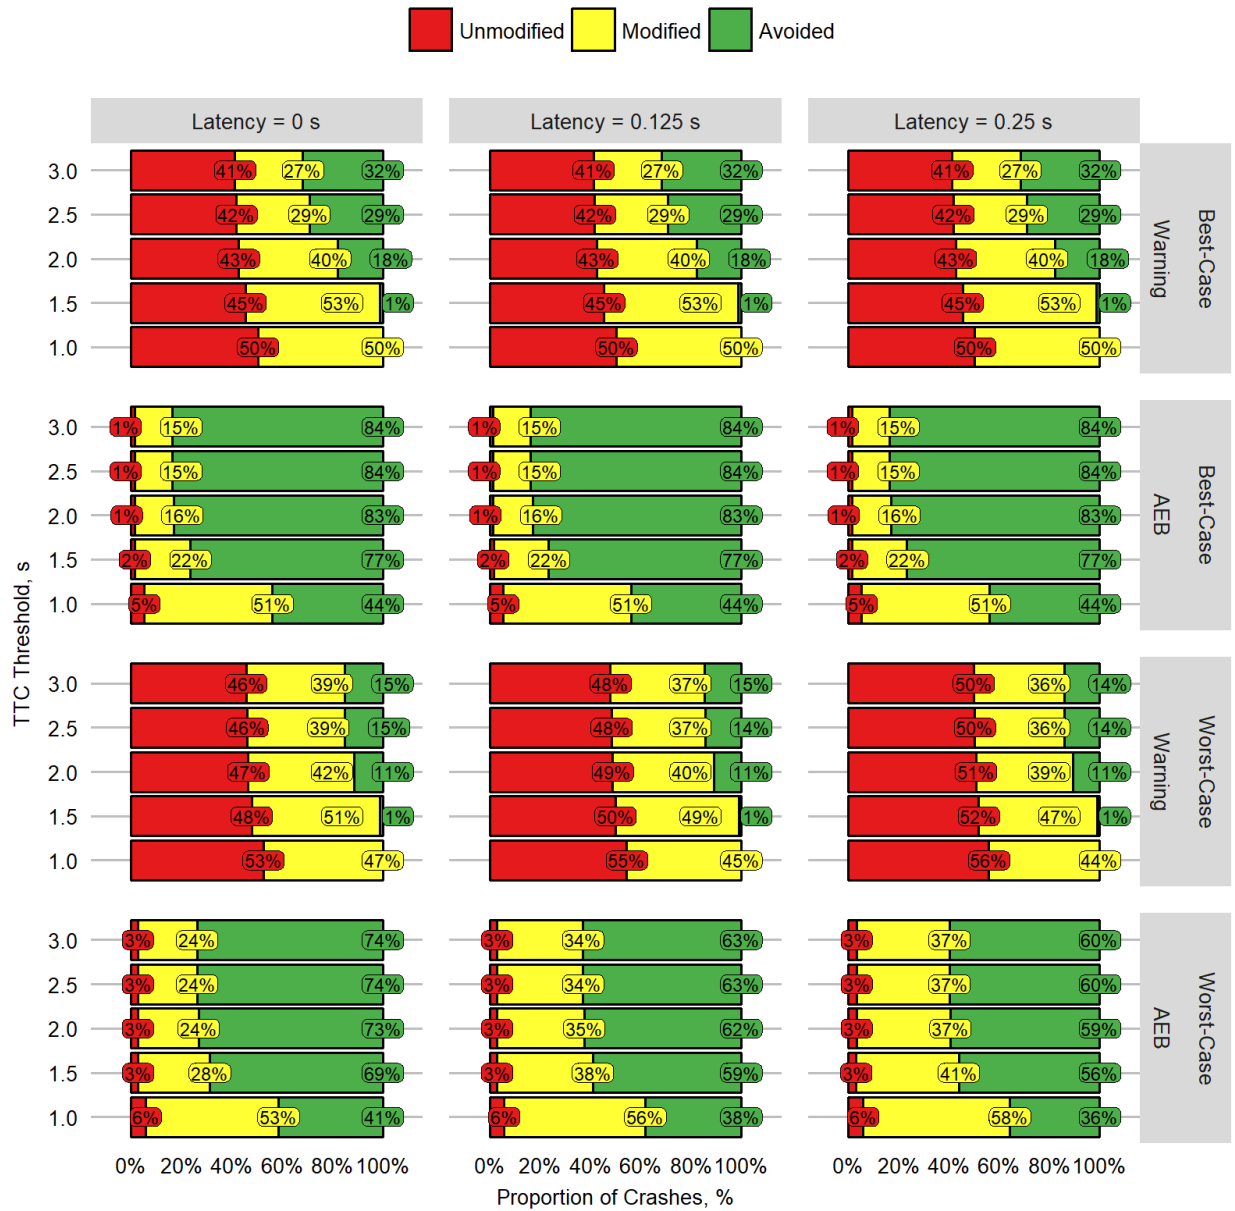 Unmodified Modified Avoided
Latency = 0 s Latency = 0.125 s Latency = 0.25 s
3.0 41% 27% 32% 41% 27% 32% 41% 27% 32%
2.5 42% 29% 29% 42% 29% 29% 42% 29% 29%
2.0 43% 40% 18% 43% 40% 18% 43% 40% 18%
1.5 45% 53% 1% 45% 53% 1% 45% 53% 1%
1.0 50% 50% 50% 50% 50% 50%
Best-Case
Warning
3.0 1% 15% 84% 1% 15% 84% 1% 15% 84%
2.5 1% 15% 84% 1% 15% 84% 1% 15% 84%
2.0 1% 16% 83% 1% 16% 83% 1% 16% 83%
1.5 2% 22% 77% 2% 22% 77% 2% 22% 77%
1.0 5% 51% 44% 5% 51% 44% 5% 51% 44%
Best-Case
AEB
TTC Threshold, s
3.0 46% 39% 15% 48% 37% 15% 50% 36% 14%
2.5 46% 39% 15% 48% 37% 14% 50% 36% 14%
2.0 47% 42% 11% 49% 40% 11% 51% 39% 11%
1.5 48% 51% 1% 50% 49% 1% 52% 47% 1%
1.0 53% 47% 55% 45% 56% 44%
Worst-Case
Warning
3.0 3% 24% 74% 3% 34% 63% 3% 37% 60%
2.5 3% 24% 74% 3% 34% 63% 3% 37% 60%
2.0 3% 24% 73% 3% 35% 62% 3% 37% 59%
1.5 3% 28% 69% 3% 38% 59% 3% 41% 56%
1.0 6% 53% 41% 6% 56% 38% 6% 58% 36%
Worst-Case
AEB
0% 20% 40% 60% 80% 100% 0% 20% 40% 60% 80% 100% 0% 20% 40% 60% 80% 100%
Proportion of Crashes, %